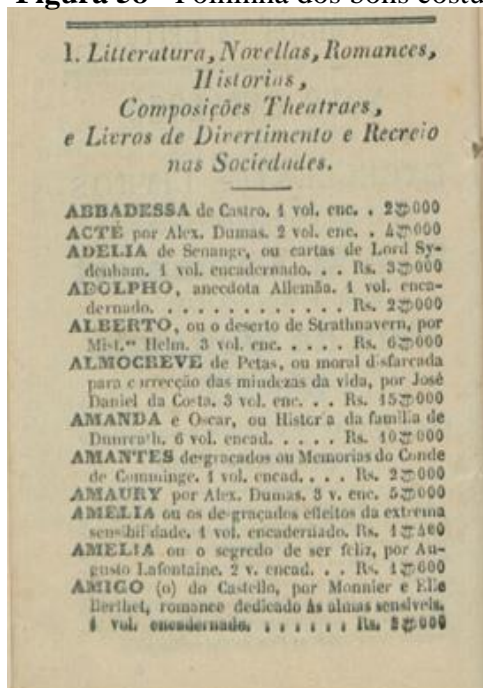 Figura 38 - Folhinha dos bons costu
1. Litteratura, Novellas, Romances,
Historias,
Composições Theatraes,
e Livros de Divertimento e Recreio
nas Sociedades.
ABBADESSA de Castro. 1 vol. enc. . 2$000
ACTÉ por Alex. Dumas. 2 vol. enc. . 4$000
ADELIA de Senange, ou cartas de Lord Sy-
denham. 1 vol. encadernado. . . Rs. 3$000
ADOLPHO, anecdota Allemãa. 1 vol. enca-
dernado. . . . . . . . . . . . . Rs. 2$000
ALBERTO, ou o deserto de Strathnavern, por
Mist.ss Helm. 3 vol. enc. . . . . Rs. 6$000
ALMOCREVE de Petas, ou moral disfarcada
para correcção das miudezas da vida, por José
Daniel da Costa. 3 vol. enc. . . Rs. 15$000
AMANDA e Oscar, ou Historia da familia de
Dunreath. 6 vol. encad. . . . . Rs. 10$000
AMANTES desgraçados ou Memorias do Conde
de Comminge. 1 vol. encad. . . . Rs. 2$000
AMAURY por Alex. Dumas. 3 v. enc. 5$000
AMELIA ou os desgraçados effeitos da extrema
sensibilidade. 1 vol. encadernado. Rs.
AMELIA ou o segredo de ser feliz, por Au-
gusto Lafontaine. 2 v. encad. . . Rs.
AMIGO (o) do Castello, por Monnier e Elie
Berthet, romance dedicado ás almas sensiveis.
1 vol. encadernado. . . . . . . Rs.